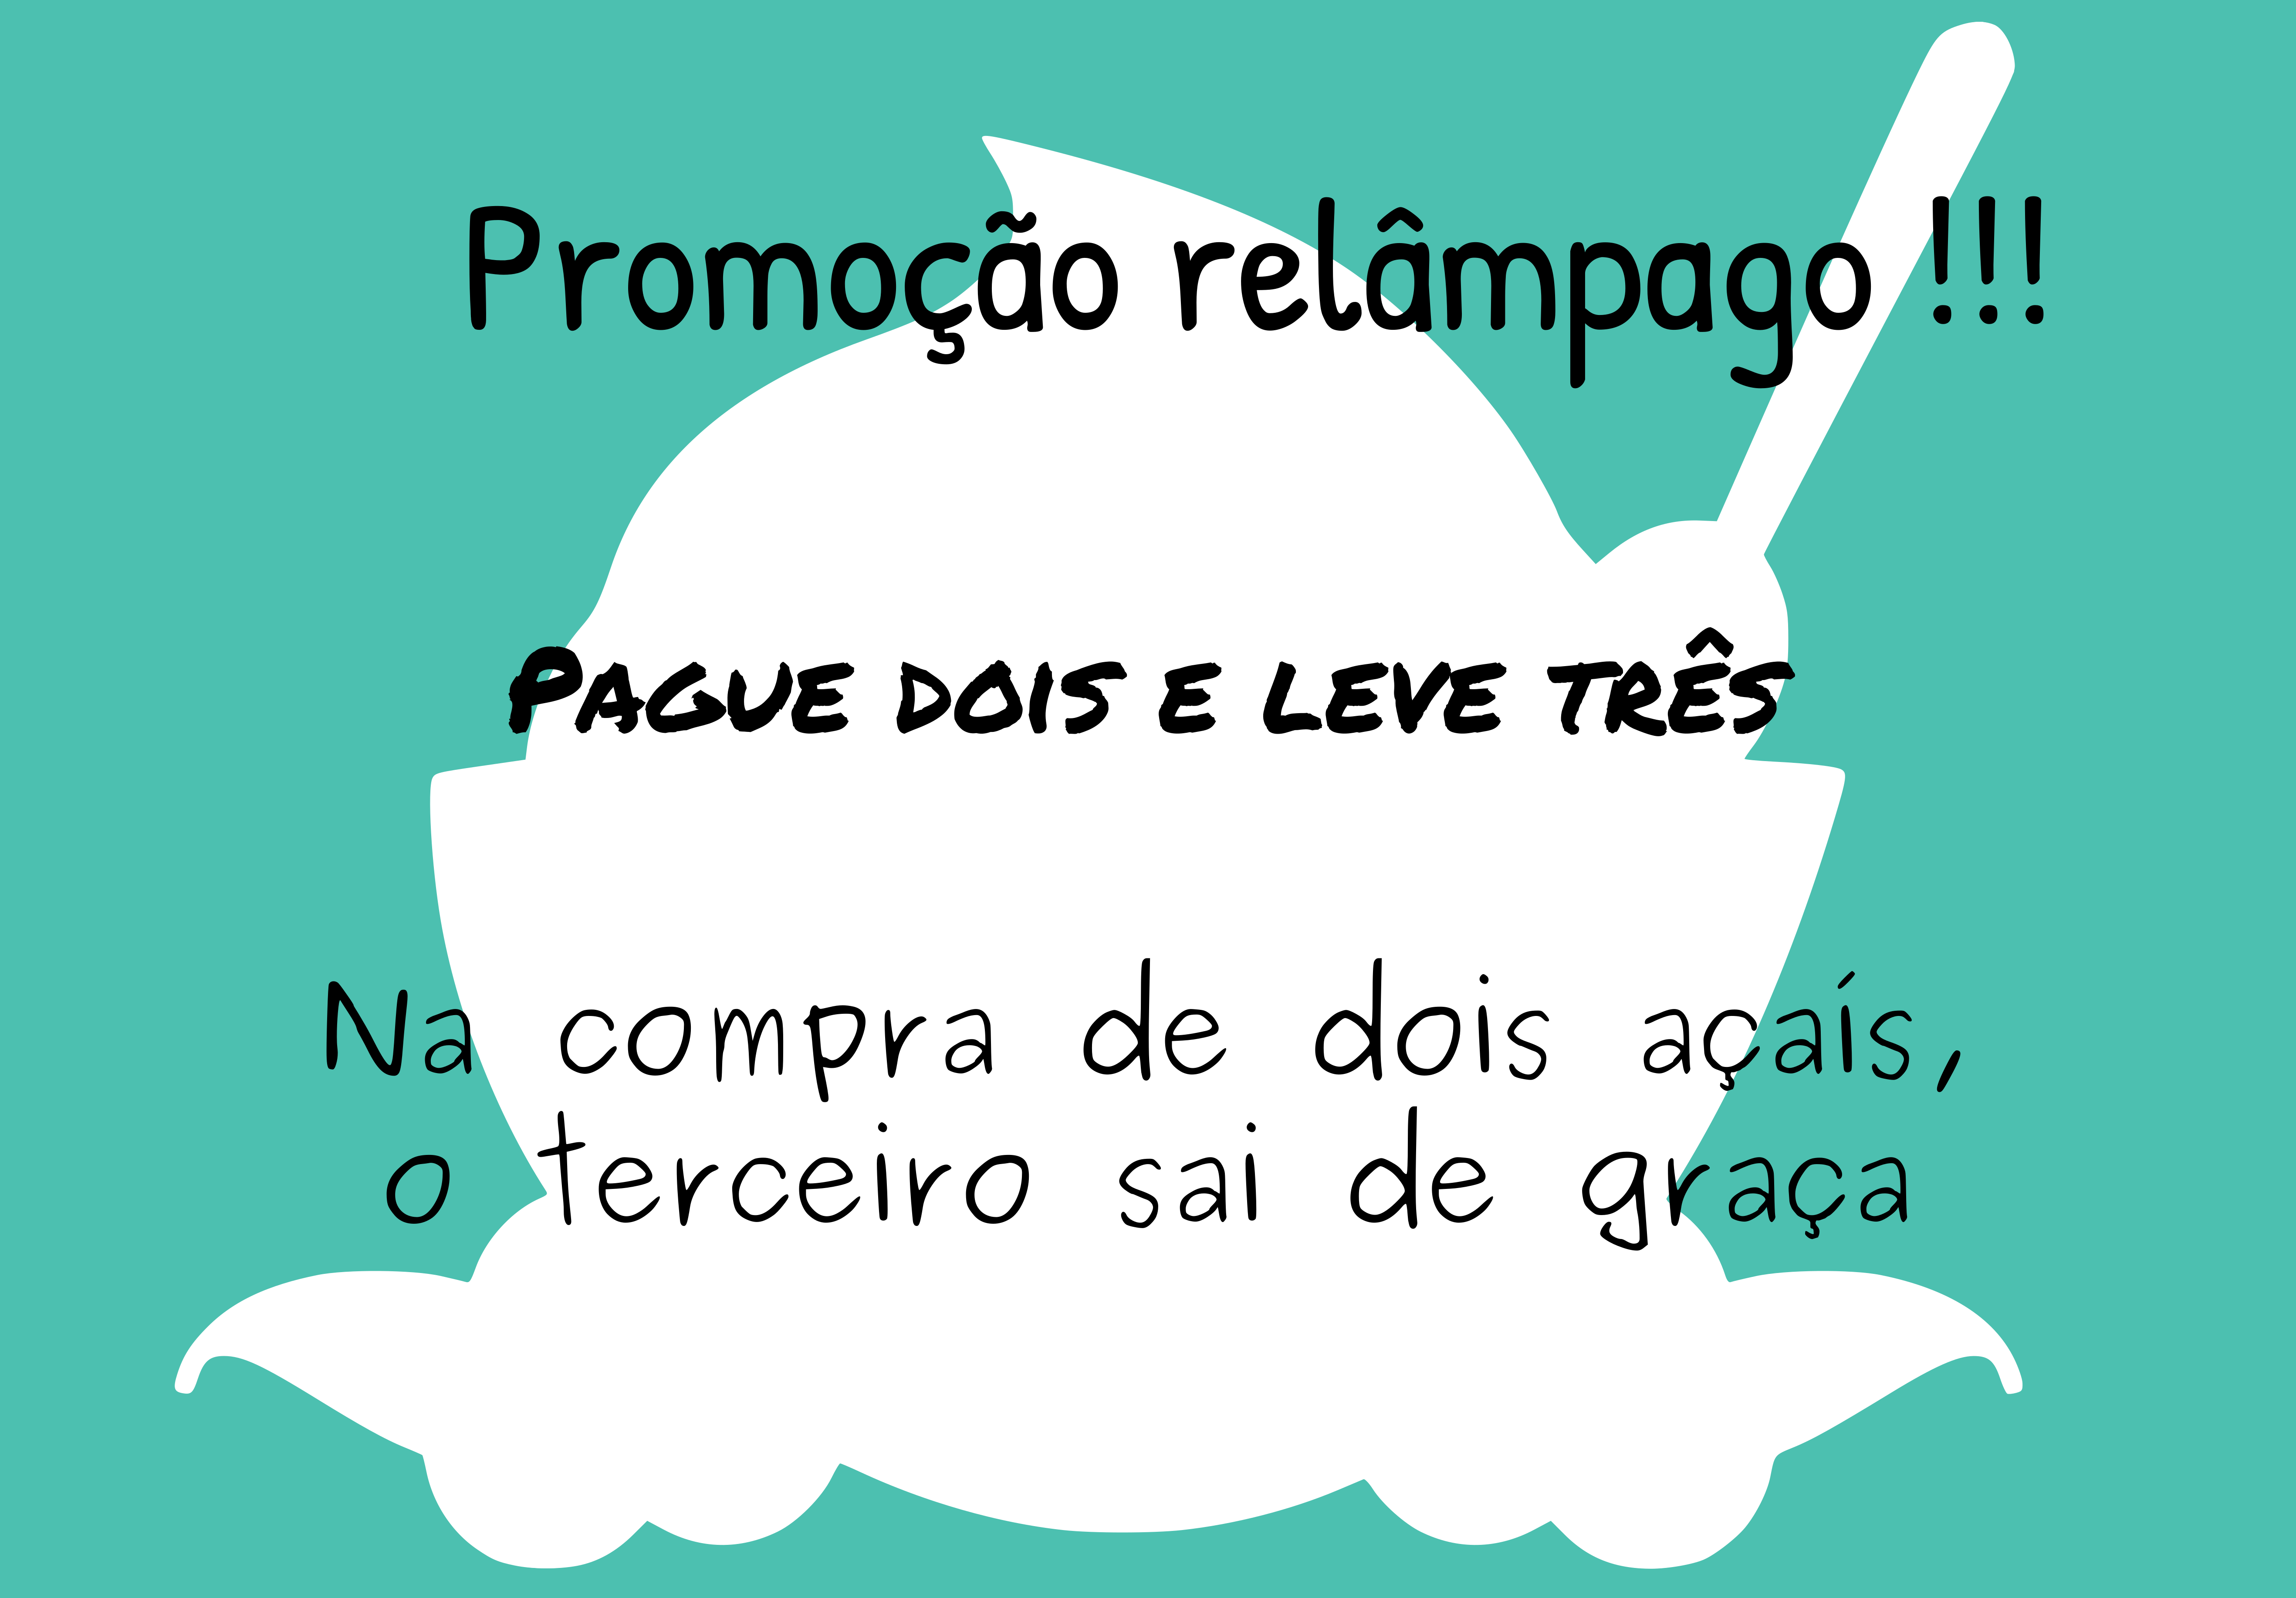 Promoção relâmpago!!!
Pague dois e leve três
Na compra de dois açaís,
o terceiro sai de graça